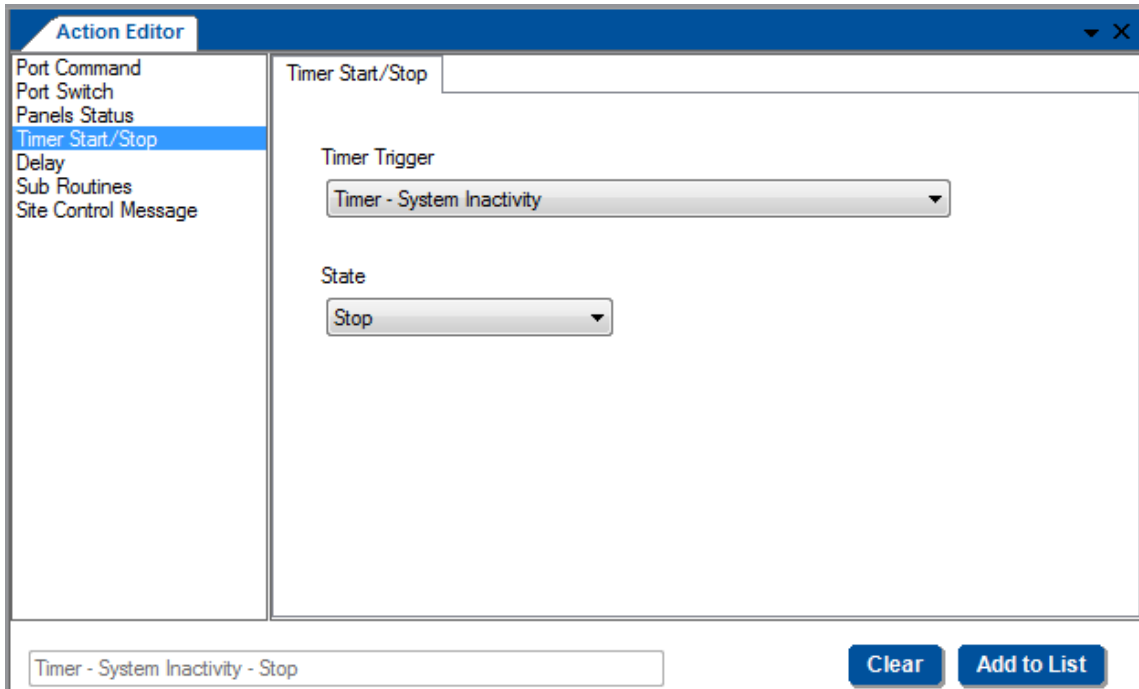 Action Editor
Port Command
Port Switch
Panels Status
Timer Start/Stop
Delay
Sub Routines
Site Control Message
Timer Start/Stop
Timer Trigger
Timer - System Inactivity
State
Stop
Timer - System Inactivity - Stop
Clear
Add to List